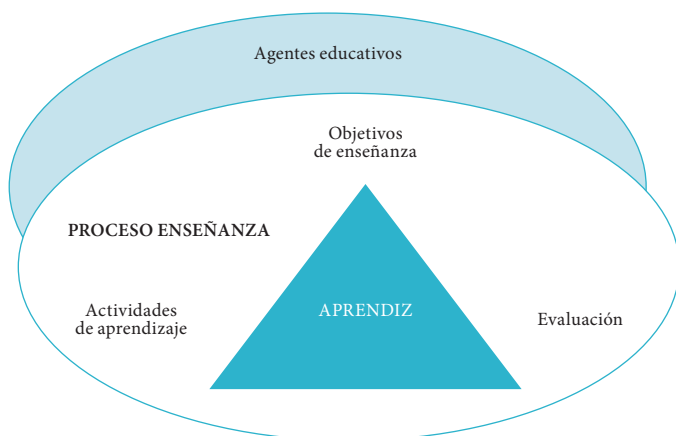 Agentes educativos
Objetivos
de enseñanza
PROCESO ENSEÑANZA
Actividades
de aprendizaje
APRENDIZ
Evaluación